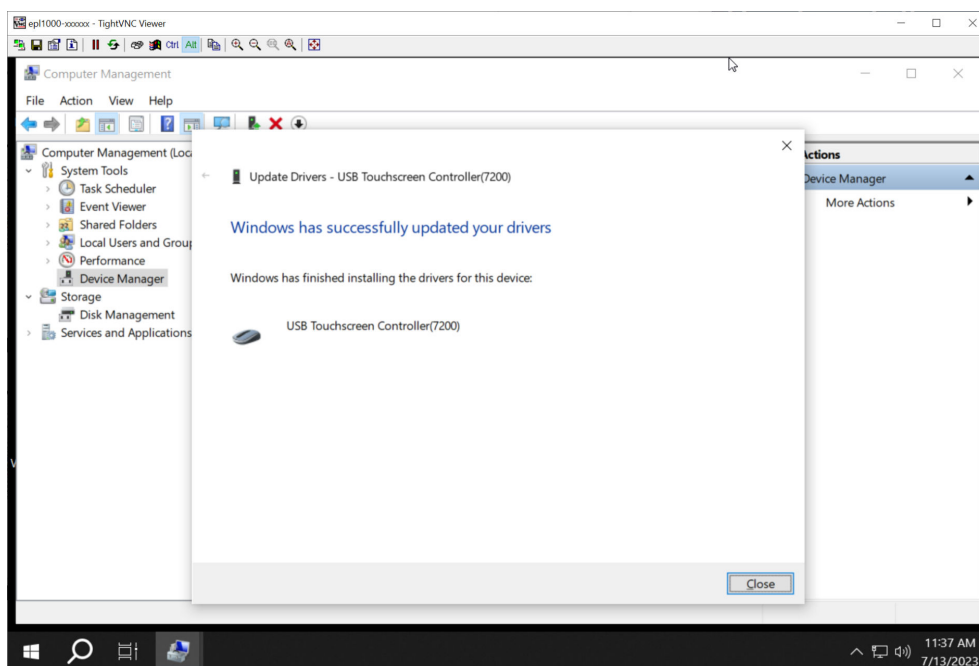 epl1000-xxxxxx - TightVNC Viewer
Ctrl Alt
Computer Management
File Action View Help
Computer Management (Loca
System Tools
Task Scheduler
Event Viewer
Shared Folders
Local Users and Group
Performance
Device Manager
Storage
Disk Management
Services and Applications
Update Drivers - USB Touchscreen Controller(7200)
Windows has successfully updated your drivers
Windows has finished installing the drivers for this device:
USB Touchscreen Controller(7200)
Close
Actions
Device Manager
More Actions
11:37 AM
7/13/2023